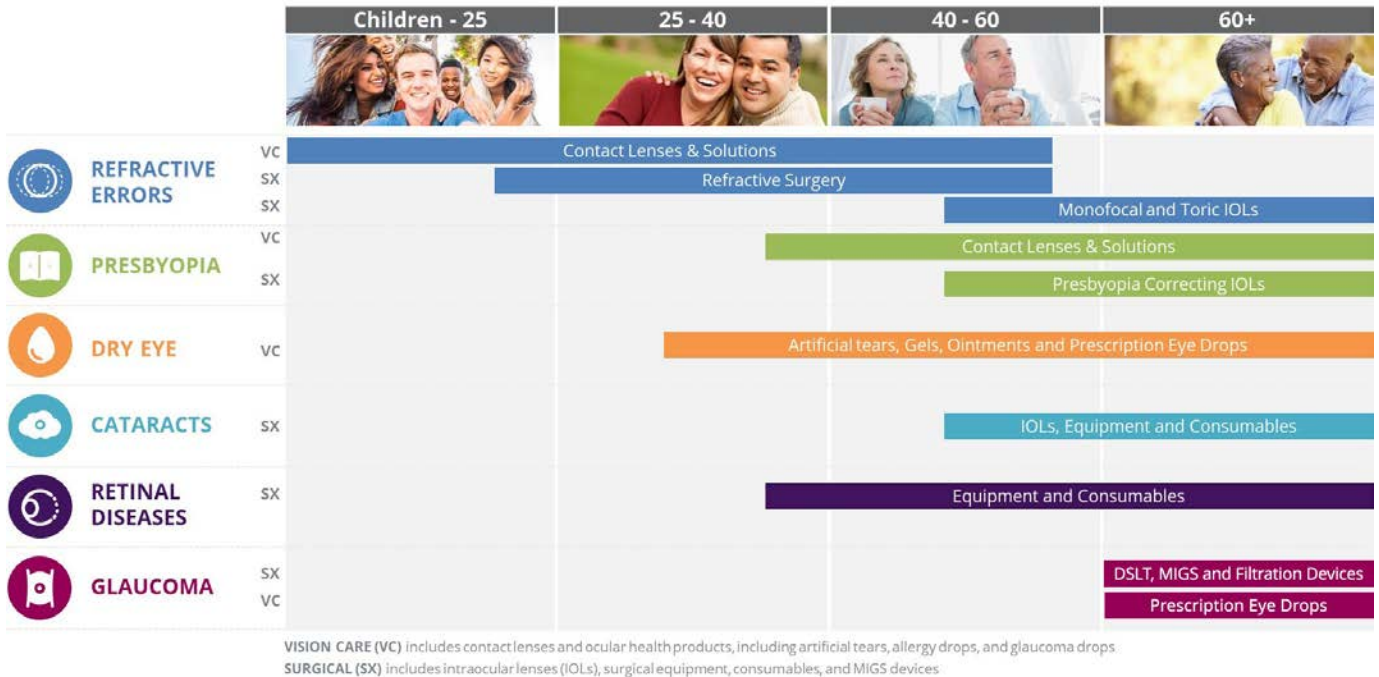 Children - 25
25 - 40
40 - 60
60+
REFRACTIVE
ERRORS
VC
Contact Lenses & Solutions
SX
Refractive Surgery
SX
Monofocal and Toric IOLs
PRESBYOPIA
VC
Contact Lenses & Solutions
SX
Presbyopia Correcting IOLs
DRY EYE
VC
Artificial tears, Gels, Ointments and Prescription Eye Drops
CATARACTS
SX
IOLs, Equipment and Consumables
RETINAL
DISEASES
SX
Equipment and Consumables
GLAUCOMA
SX
DSLT, MIGS and Filtration Devices
VC
Prescription Eye Drops
VISION CARE (VC) includes contact lenses and ocular health products, including artificial tears, allergy drops, and glaucoma drops
SURGICAL (SX) includes intraocular lenses (IOLs), surgical equipment, consumables, and MIGS devices